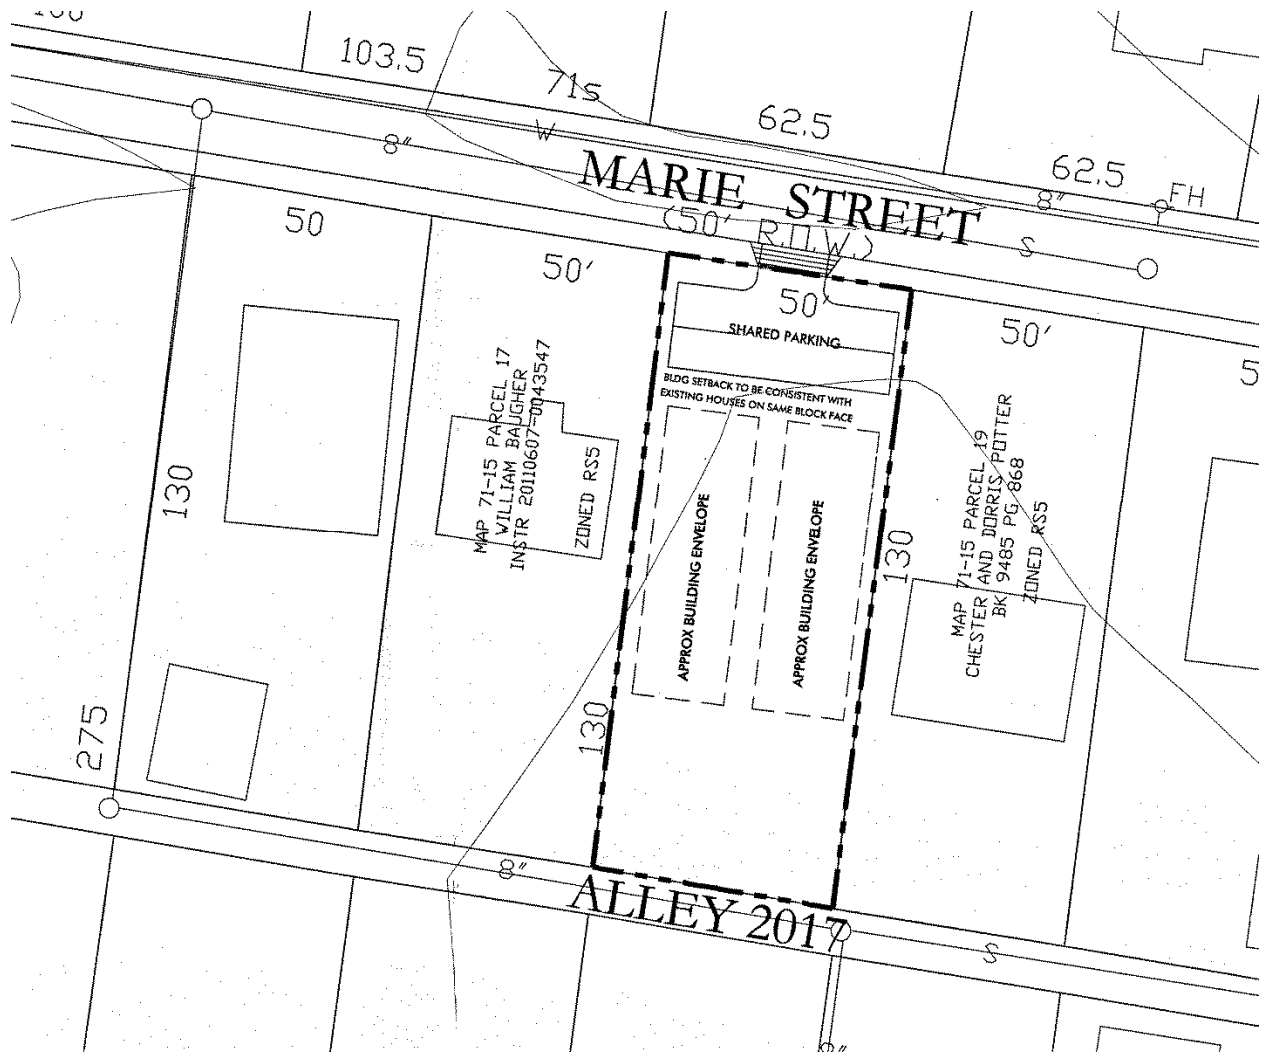 103.5
71s
62.5
62.5
FH
8"
W
8"
MARIE STREET
(50' R.O.W.)
S
50
50'
50'
50'
5
SHARED PARKING
BLDG SETBACK TO BE CONSISTENT WITH
EXISTING HOUSES ON SAME BLOCK FACE
MAP 71-15 PARCEL 17
WILLIAM BAUGHER
INSTR 20110607-0043547
ZONED RS5
MAP 71-15 PARCEL 19
CHESTER AND DORRIS POTTER
BK 9485 PG 868
ZONED RS5
130
APPROX BUILDING ENVELOPE
APPROX BUILDING ENVELOPE
130
130
275
8"
ALLEY 2017
S